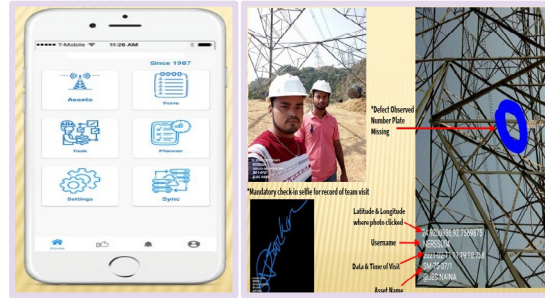 T-Mobile
11:26 AM
Since 1987
Assets
Form
Task
Planner
Settings
Sync
*Defect Observed
Number Plate
Missing
*Mandatory check-in selfie for record of team visit
Latitude & Longitude
where photo clicked
Username
Data & Time of Visit
Asset Name